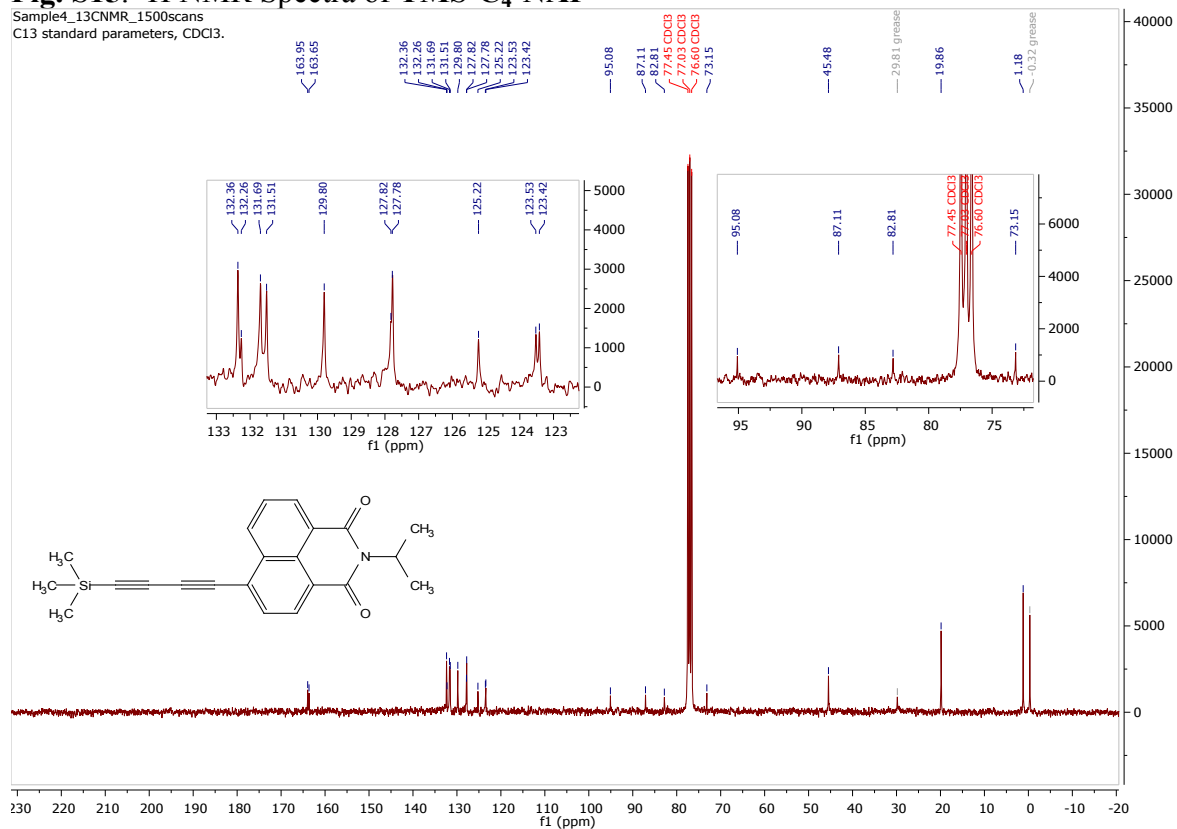 Fig. S15. ¹H NMR Spectra of TMS-C₄-NAP
Sample4_13CNMR_1500scans
C13 standard parameters, CDCl3.
163.95
163.65
132.36
132.26
131.69
131.51
129.80
127.82
127.78
125.22
123.53
123.42
95.08
87.11
82.81
77.45 CDCl3
77.03 CDCl3
76.60 CDCl3
73.15
45.48
29.81 grease
19.86
1.18
-0.32 grease
40000
35000
30000
25000
20000
15000
10000
5000
0
132.36
132.26
131.69
131.51
129.80
127.82
127.78
125.22
123.53
123.42
5000
4000
3000
2000
1000
0
133 132 131 130 129 128 127 126 125 124 123
f1 (ppm)
95.08
87.11
82.81
77.45 CDCl3
77.03 CDCl3
76.60 CDCl3
73.15
6000
4000
2000
0
95 90 85 80 75
f1 (ppm)
O
CH3
N
CH3
O
H3C
H3C Si
H3C
230 220 210 200 190 180 170 160 150 140 130 120 110 100 90 80 70 60 50 40 30 20 10 0 -10 -20
f1 (ppm)